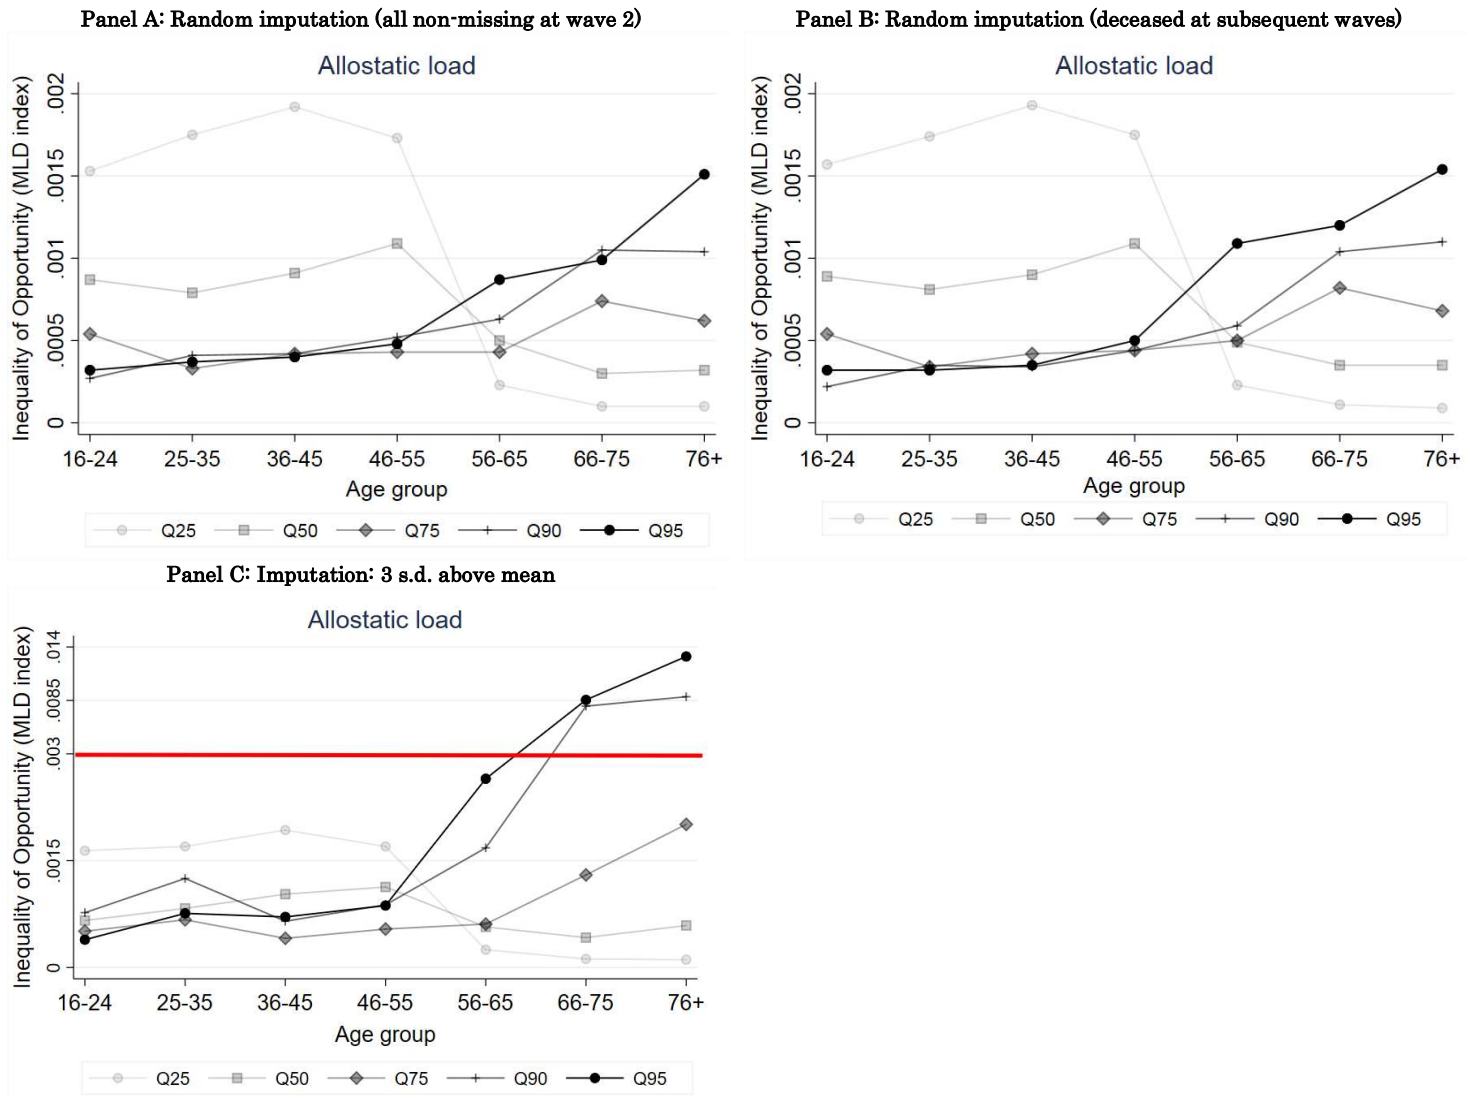 Panel A: Random imputation (all non-missing at wave 2)
Allostatic load
Inequality of Opportunity (MLD index)
.002
.0015
.001
.0005
0
16-24 25-35 36-45 46-55 56-65 66-75 76+
Age group
Q25 Q50 Q75 Q90 Q95
Panel B: Random imputation (deceased at subsequent waves)
Allostatic load
Inequality of Opportunity (MLD index)
.002
.0015
.001
.0005
0
16-24 25-35 36-45 46-55 56-65 66-75 76+
Age group
Q25 Q50 Q75 Q90 Q95
Panel C: Imputation: 3 s.d. above mean
Allostatic load
Inequality of Opportunity (MLD index)
.014
.0085
.003
.0015
0
16-24 25-35 36-45 46-55 56-65 66-75 76+
Age group
Q25 Q50 Q75 Q90 Q95